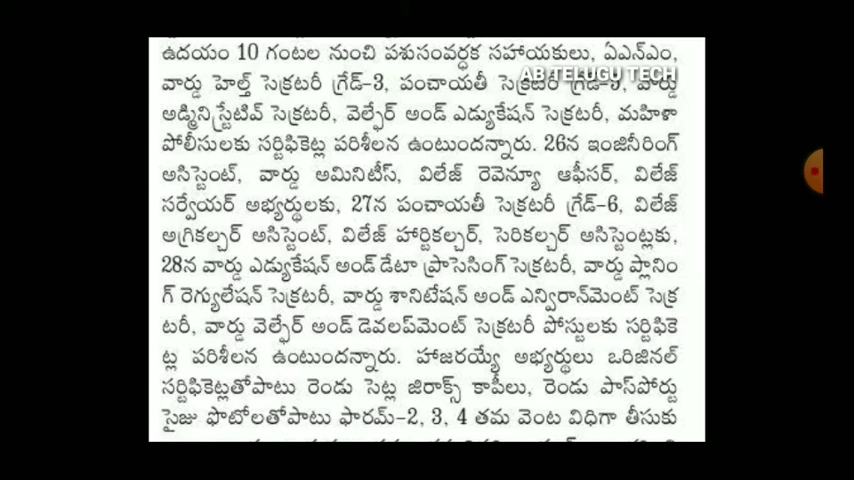 ఉదయం 10 గంటల నుంచి పశుసంవర్ధక సహాయకులు, ఏఎన్ఎం,
AB TELUGU TECH
వార్డు హెల్త్ సెక్రటరీ గ్రేడ్-3, పంచాయతీ సెక్రటరీ వార్డు
అడ్మినిస్ట్రేటివ్ సెక్రటరీ, వెల్ఫేర్ అండ్ ఎడ్యుకేషన్ సెక్రటరీ, మహిళా
పోలీసులకు సర్టిఫికెట్ల పరిశీలన ఉంటుందన్నారు. 26న ఇంజినీరింగ్
అసిస్టెంట్, వార్డు అమినిటీస్, విలేజ్ రెవెన్యూ ఆఫీసర్, విలేజ్
సర్వేయర్ అభ్యర్థులకు, 27న పంచాయతీ సెక్రటరీ గ్రేడ్-6, విలేజ్
అగ్రికల్చర్ అసిస్టెంట్, విలేజ్ హార్టికల్చర్, సెరికల్చర్ అసిస్టెంట్లకు,
28న వార్డు ఎడ్యుకేషన్ అండ్ డేటా ప్రాసెసింగ్ సెక్రటరీ, వార్డు ప్లానిం
గ్ రెగ్యులేషన్ సెక్రటరీ, వార్డు శానిటేషన్ అండ్ ఎన్విరాన్‌మెంట్ సెక్ర
టరీ, వార్డు వెల్ఫేర్ అండ్ డెవలప్‌మెంట్ సెక్రటరీ పోస్టులకు సర్టిఫికె
ట్ల పరిశీలన ఉంటుందన్నారు. హాజరయ్యే అభ్యర్థులు ఒరిజినల్
సర్టిఫికెట్లతోపాటు రెండు సెట్ల జిరాక్స్ కాపీలు, రెండు పాస్‌పోర్టు
సైజు ఫొటోలతోపాటు ఫారమ్-2, 3, 4 తమ వెంట విధిగా తీసుకు